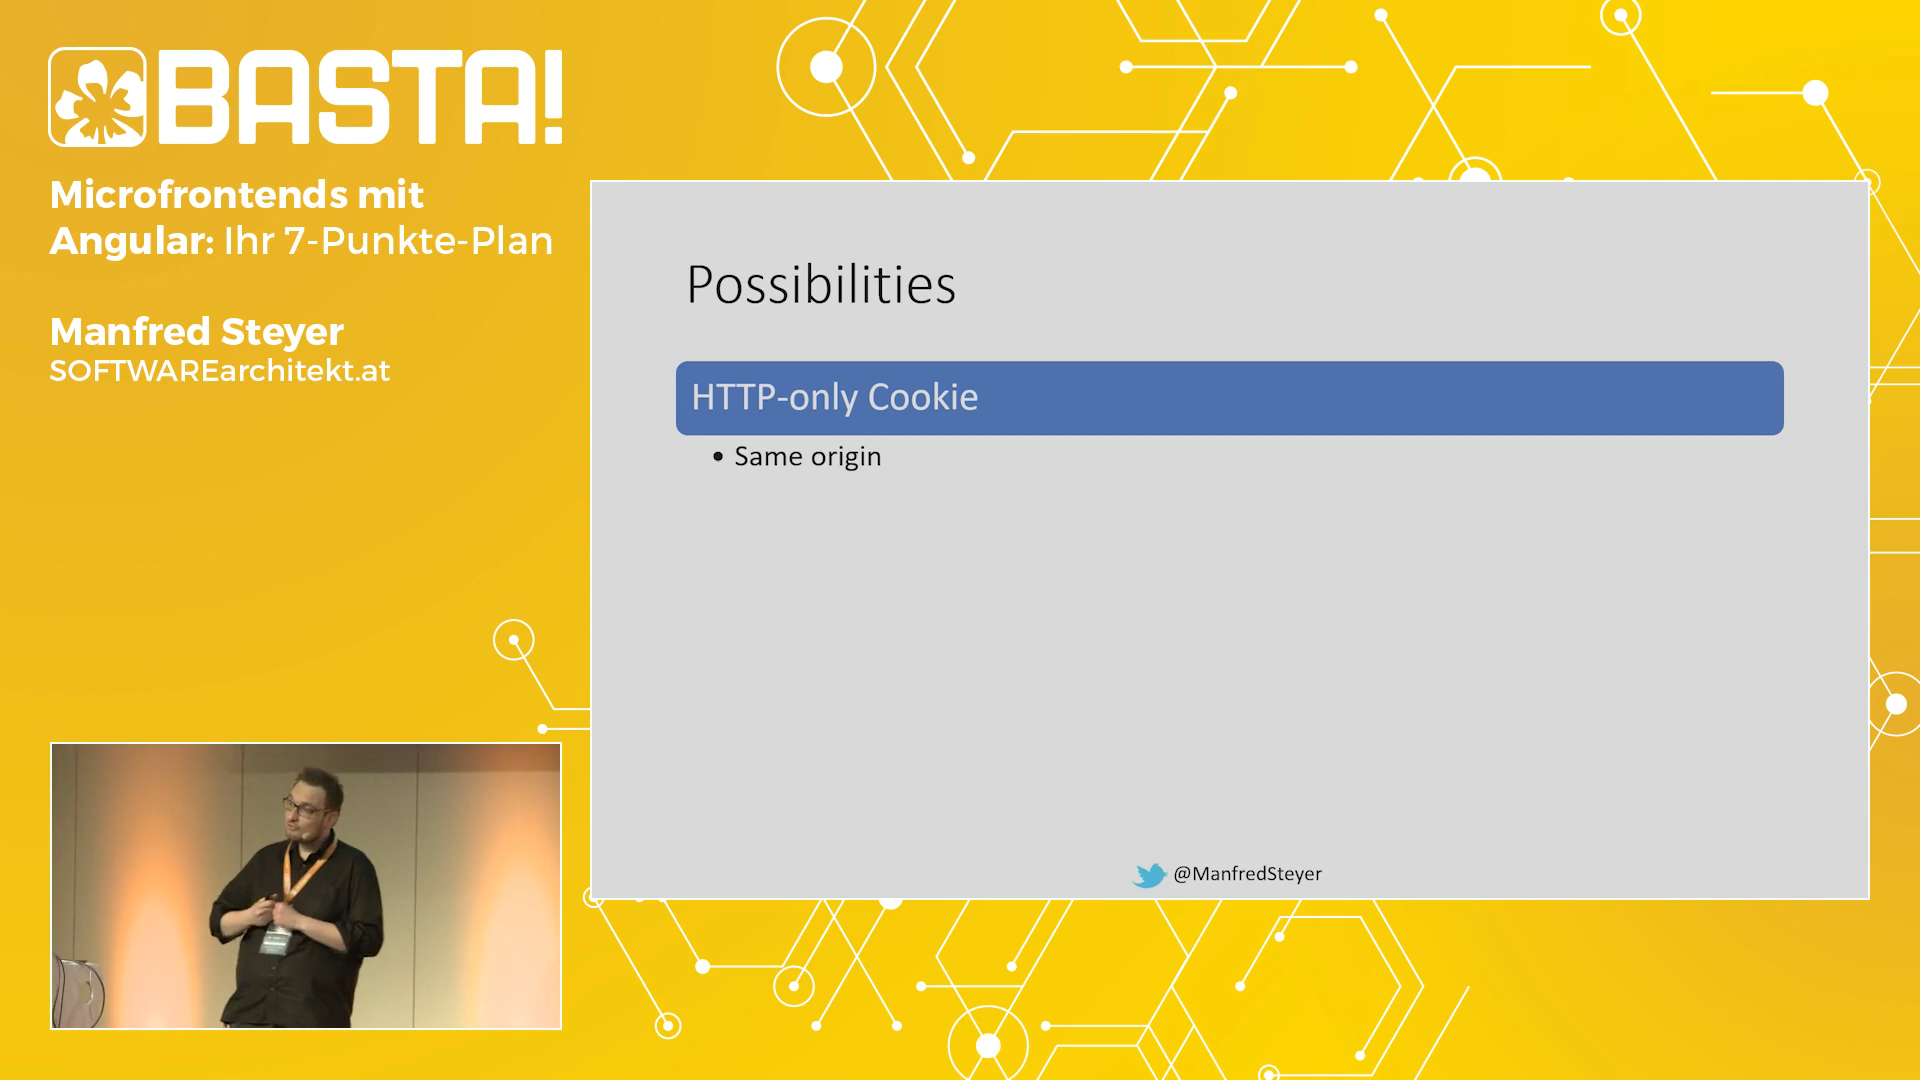 BASTA!
Microfrontends mit
Angular: Ihr 7-Punkte-Plan
Manfred Steyer
SOFTWAREarchitekt.at
Possibilities
HTTP-only Cookie
• Same origin
@ManfredSteyer